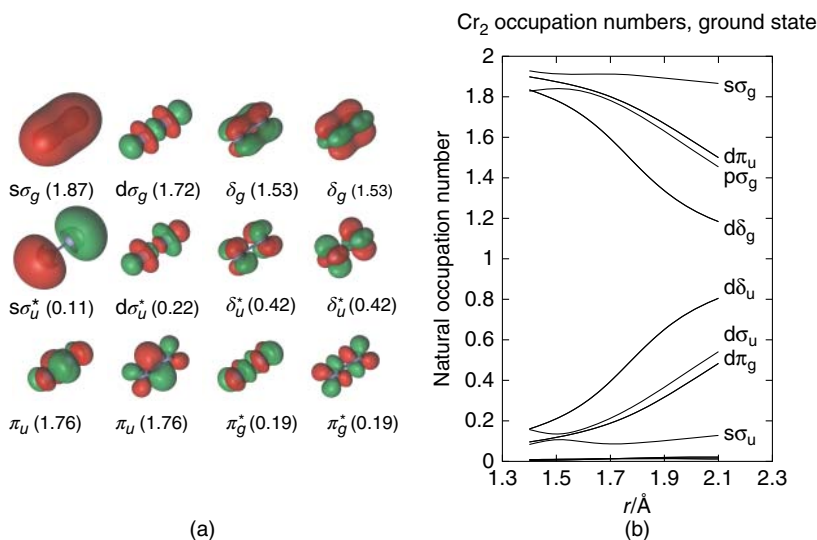 Cr2 occupation numbers, ground state
sσg (1.87) dσg (1.72) δg (1.53) δg (1.53)
sσu* (0.11) dσu* (0.22) δu* (0.42) δu* (0.42)
πu (1.76) πu (1.76) πg* (0.19) πg* (0.19)
(a)
Natural occupation number
2
1.8
1.6
1.4
1.2
1
0.8
0.6
0.4
0.2
0
sσg
dπu
pσg
dδg
dδu
dσu
dπg
sσu
1.3 1.5 1.7 1.9 2.1 2.3
r/Å
(b)